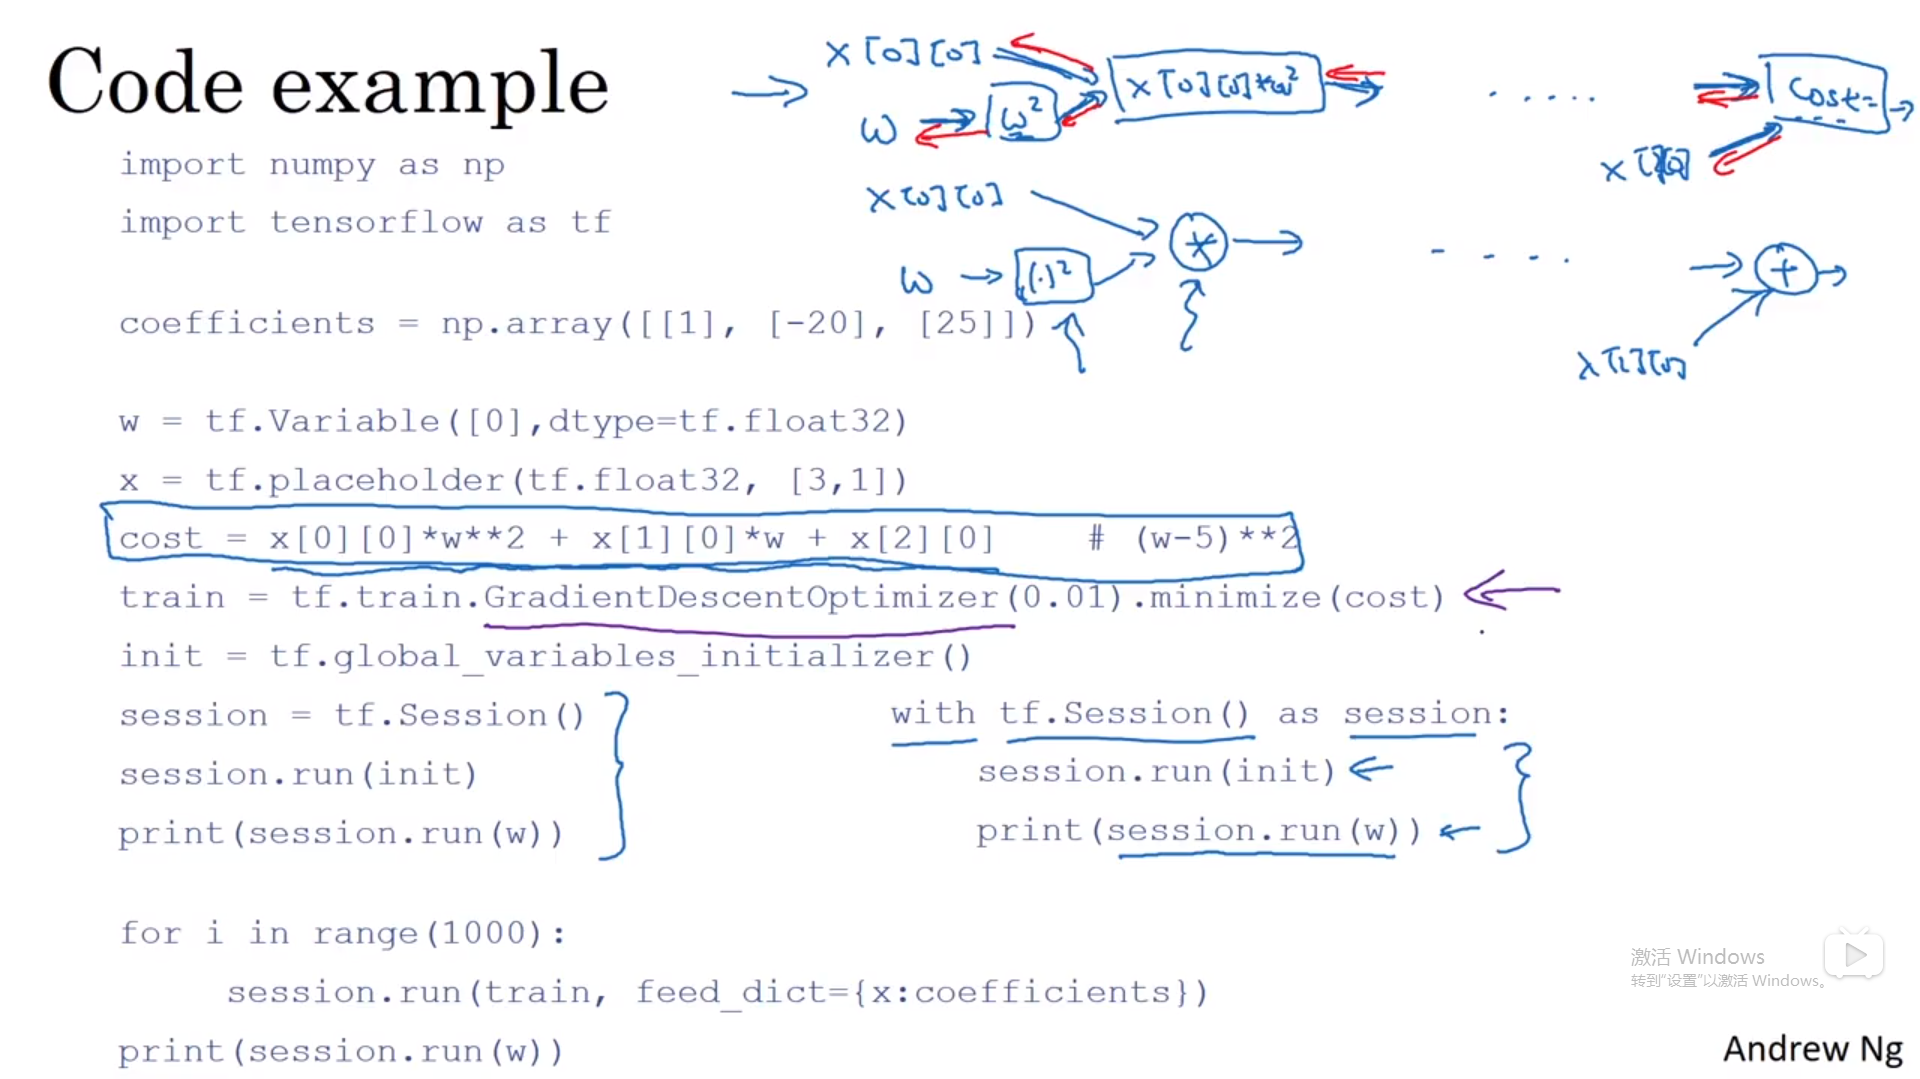 Code example
import numpy as np
import tensorflow as tf
coefficients = np.array([[1], [-20], [25]])
w = tf.Variable([0],dtype=tf.float32)
x = tf.placeholder(tf.float32, [3,1])
cost = x[0][0]*w**2 + x[1][0]*w + x[2][0]    # (w-5)**2
train = tf.train.GradientDescentOptimizer(0.01).minimize(cost)
init = tf.global_variables_initializer()
session = tf.Session()
session.run(init)
print(session.run(w))
with tf.Session() as session:
session.run(init)
print(session.run(w))
for i in range(1000):
session.run(train, feed_dict={x:coefficients})
print(session.run(w))
x[0][0]
w
w²
x[0][0]*w²
.....
cost=
....
x[0][0]
w
(.)²
*
- - - .
+
x[2][0]
激活 Windows
转到“设置”以激活 Windows。
Andrew Ng